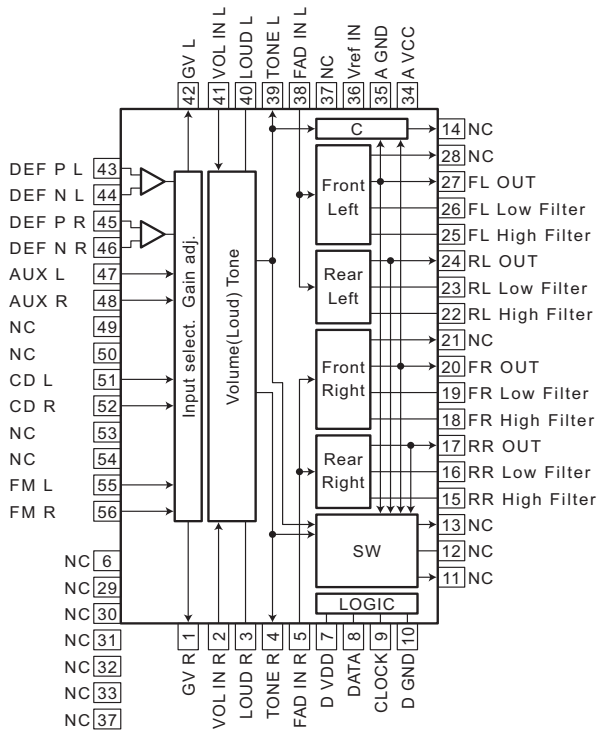 42 GV L
41 VOL IN L
40 LOUD L
39 TONE L
38 FAD IN L
37 NC
36 Vref IN
35 A GND
34 A VCC
DEF P L 43
DEF N L 44
DEF P R 45
DEF N R 46
AUX L 47
AUX R 48
NC 49
NC 50
CD L 51
CD R 52
NC 53
NC 54
FM L 55
FM R 56
NC 6
NC 29
NC 30
NC 31
NC 32
NC 33
NC 37
Input select. Gain adj.
Volume(Loud) Tone
C
Front
Left
Rear
Left
Front
Right
Rear
Right
SW
LOGIC
14 NC
28 NC
27 FL OUT
26 FL Low Filter
25 FL High Filter
24 RL OUT
23 RL Low Filter
22 RL High Filter
21 NC
20 FR OUT
19 FR Low Filter
18 FR High Filter
17 RR OUT
16 RR Low Filter
15 RR High Filter
13 NC
12 NC
11 NC
GV R 1
VOL IN R 2
LOUD R 3
TONE R 4
FAD IN R 5
D VDD 7
DATA 8
CLOCK 9
D GND 10